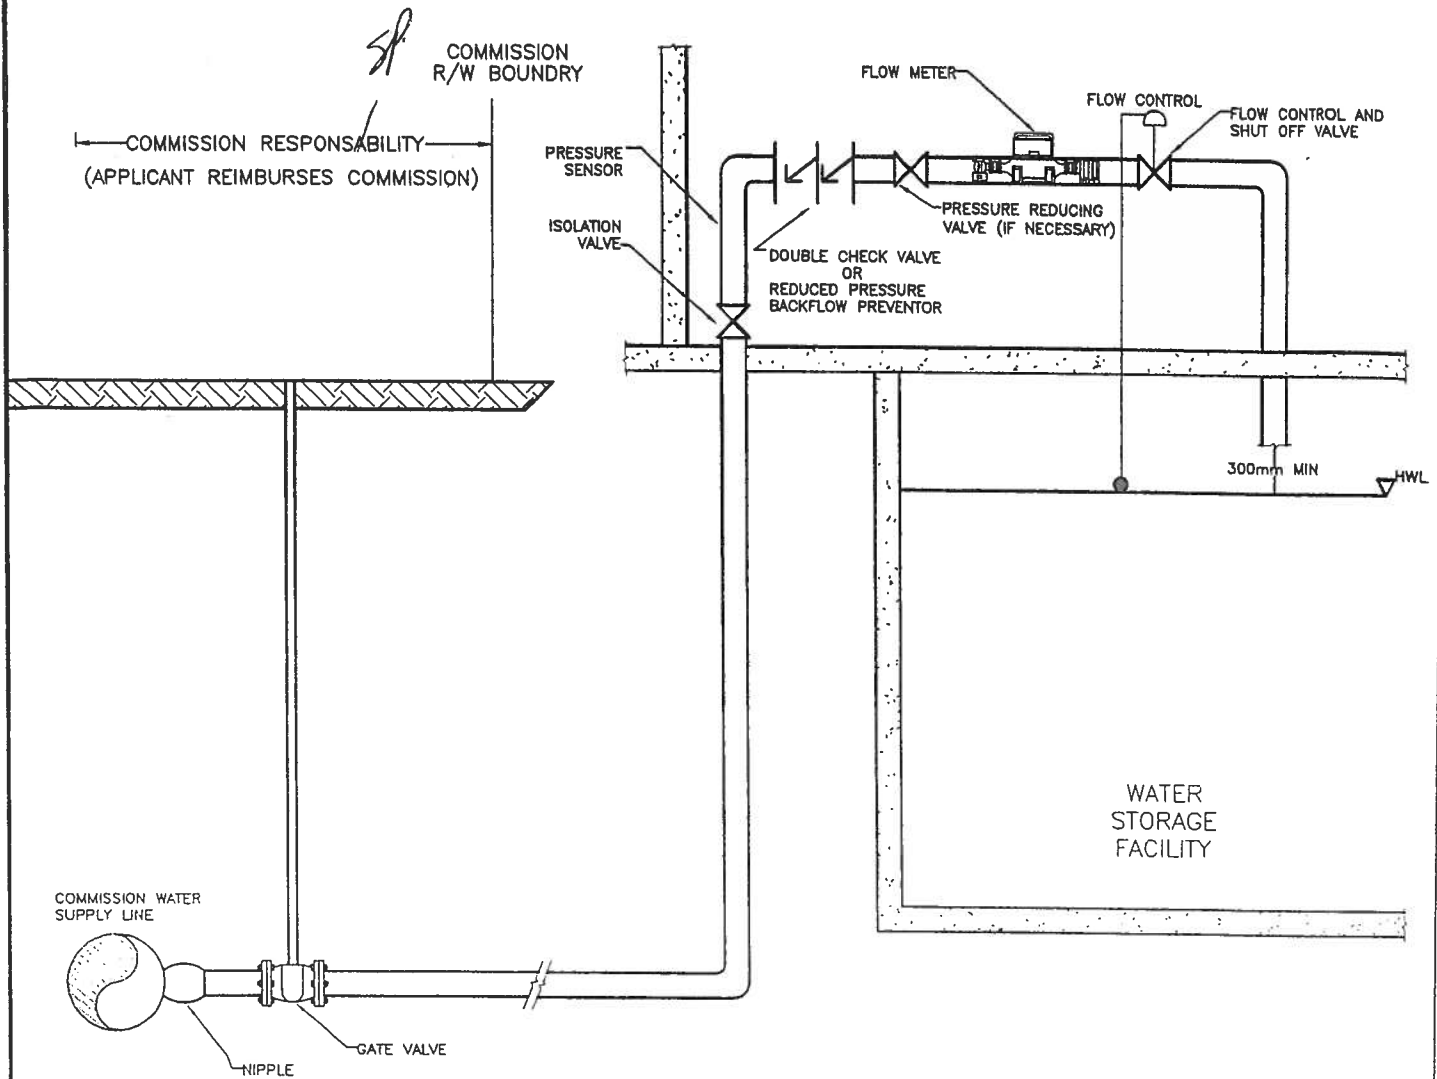 COMMISSION
R/W BOUNDRY
COMMISSION RESPONSABILITY
(APPLICANT REIMBURSES COMMISSION)
PRESSURE
SENSOR
ISOLATION
VALVE
FLOW METER
FLOW CONTROL
FLOW CONTROL AND
SHUT OFF VALVE
PRESSURE REDUCING
VALVE (IF NECESSARY)
DOUBLE CHECK VALVE
OR
REDUCED PRESSURE
BACKFLOW PREVENTOR
300mm MIN
HWL
WATER
STORAGE
FACILITY
COMMISSION WATER
SUPPLY LINE
GATE VALVE
NIPPLE